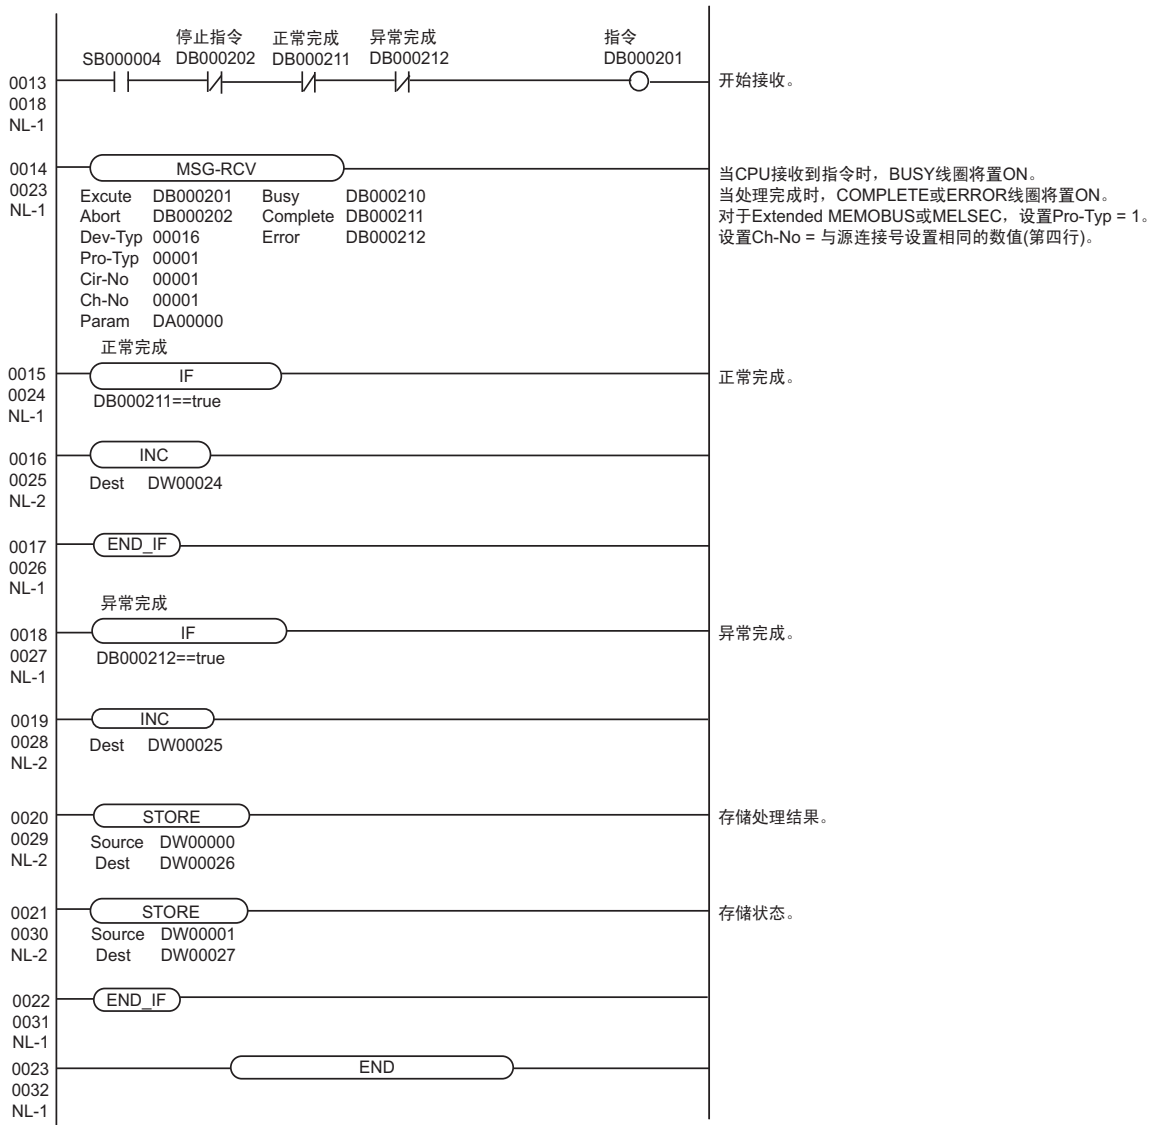 停止指令 正常完成 异常完成 指令
SB000004 DB000202 DB000211 DB000212 DB000201
0013 开始接收。
0018
NL-1
0014 MSG-RCV
当CPU接收到指令时，BUSY线圈将置ON。
0023 Excute DB000201 Busy DB000210 当处理完成时，COMPLETE或ERROR线圈将置ON。
NL-1 Abort DB000202 Complete DB000211 对于Extended MEMOBUS或MELSEC，设置Pro-Typ = 1。
Dev-Typ 00016 Error DB000212 设置Ch-No = 与源连接号设置相同的数值(第四行)。
Pro-Typ 00001
Cir-No 00001
Ch-No 00001
Param DA00000
正常完成
0015 IF 正常完成。
0024 DB000211==true
NL-1
0016 INC
0025 Dest DW00024
NL-2
0017 END_IF
0026
NL-1
异常完成
0018 IF 异常完成。
0027 DB000212==true
NL-1
0019 INC
0028 Dest DW00025
NL-2
0020 STORE 存储处理结果。
0029 Source DW00000
NL-2 Dest DW00026
0021 STORE 存储状态。
0030 Source DW00001
NL-2 Dest DW00027
0022 END_IF
0031
NL-1
0023 END
0032
NL-1